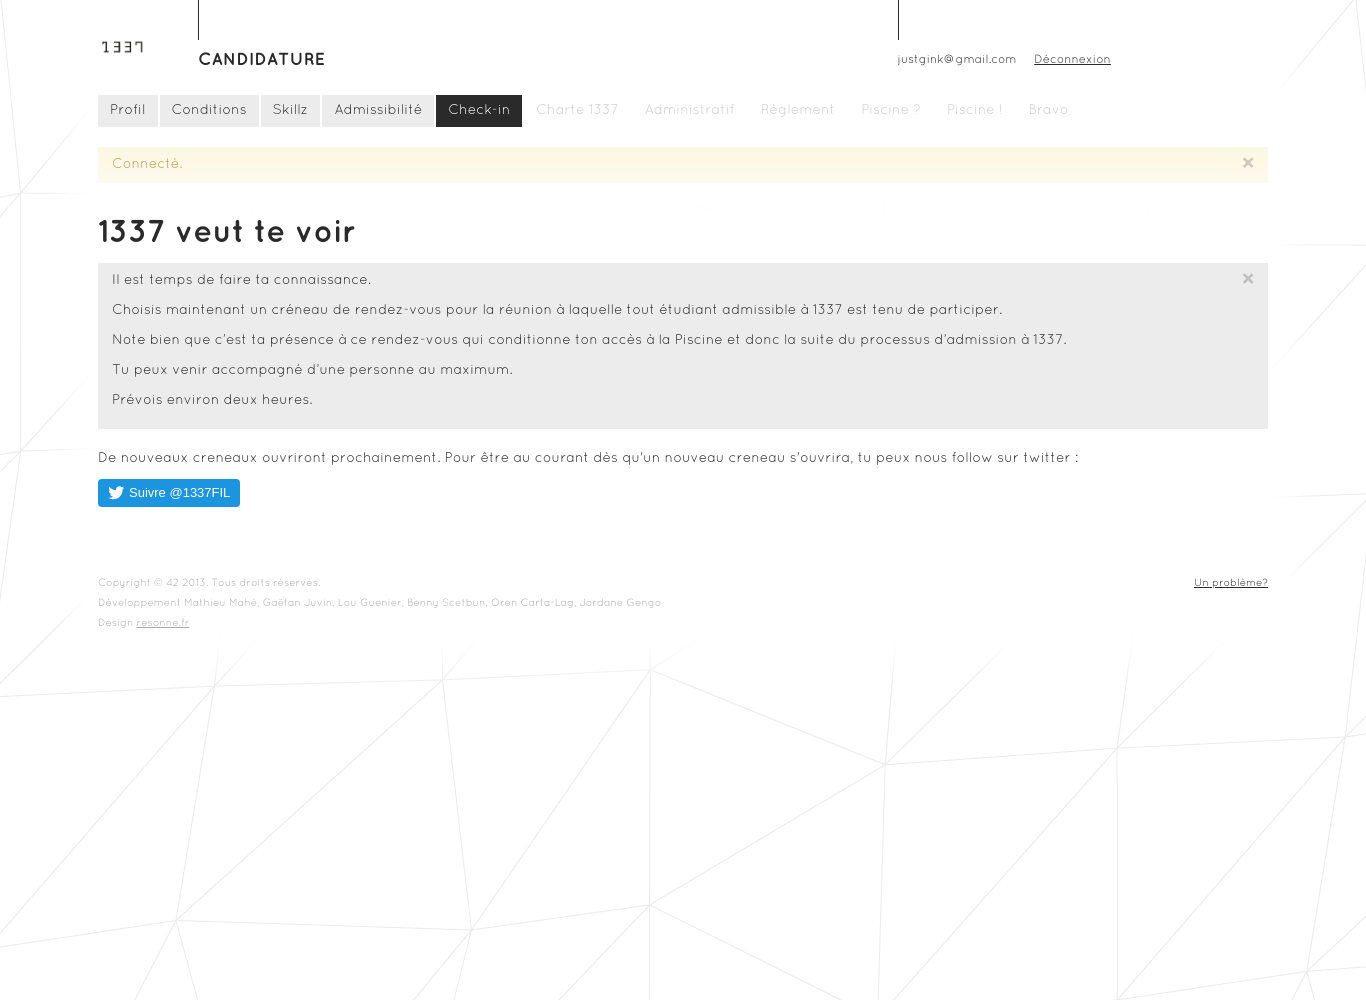 1337
CANDIDATURE
justgink@gmail.com Déconnexion
Profil Conditions Skillz Admissibilité Check-in Charte 1337 Administratif Règlement Piscine ? Piscine ! Bravo
Connecté.
1337 veut te voir
Il est temps de faire ta connaissance.
Choisis maintenant un créneau de rendez-vous pour la réunion à laquelle tout étudiant admissible à 1337 est tenu de participer.
Note bien que c'est ta présence à ce rendez-vous qui conditionne ton accès à la Piscine et donc la suite du processus d'admission à 1337.
Tu peux venir accompagné d'une personne au maximum.
Prévois environ deux heures.
De nouveaux creneaux ouvriront prochainement. Pour être au courant dès qu'un nouveau creneau s'ouvrira, tu peux nous follow sur twitter :
Suivre @1337FIL
Copyright © 42 2013. Tous droits réservés.
Un problème?
Développement Mathieu Mahé, Gaëtan Juvin, Lou Guenier, Benny Scetbun, Oren Carta-Lag, Jordane Gengo
Design resonne.fr